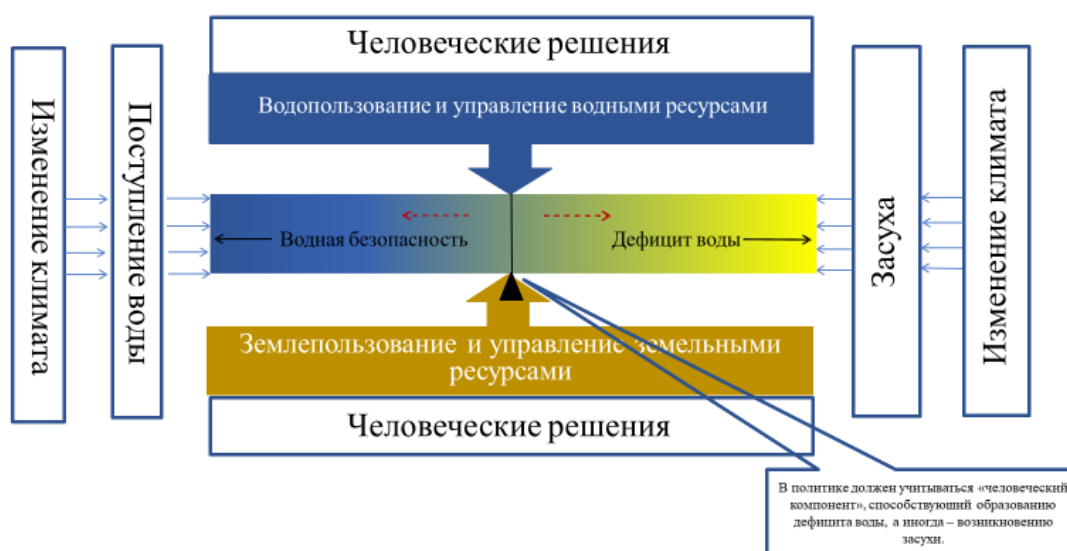 Человеческие решения
Водопользование и управление водными ресурсами
Изменение климата
Поступление воды
Водная безопасность
Дефицит воды
Засуха
Изменение климата
Землепользование и управление земельными
ресурсами
Человеческие решения
В политике должен учитываться «человеческий
компонент», способствующий образованию
дефицита воды, а иногда – возникновению
засухи.